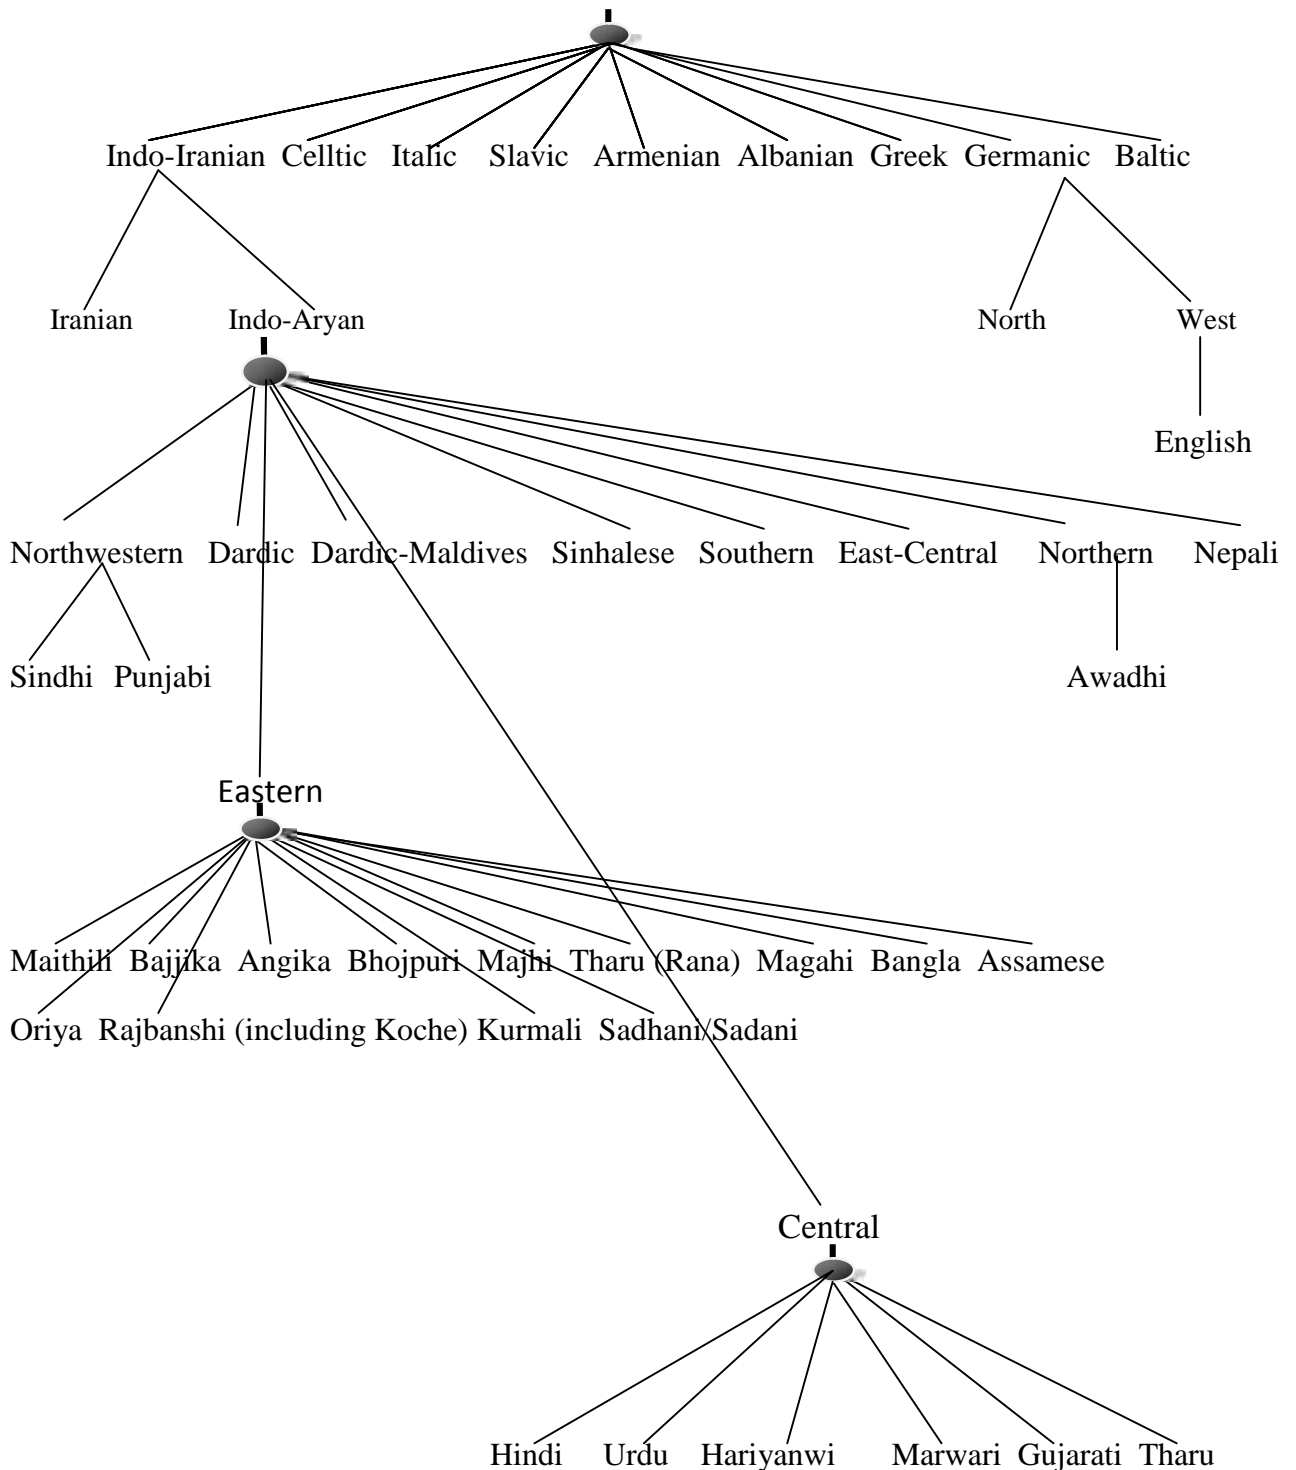 Indo-Iranian Celltic Italic Slavic Armenian Albanian Greek Germanic Baltic
Iranian Indo-Aryan North West
English
Northwestern Dardic Dardic-Maldives Sinhalese Southern East-Central Northern Nepali
Sindhi Punjabi Awadhi
Eastern
Maithili Bajjika Angika Bhojpuri Majhi Tharu (Rana) Magahi Bangla Assamese
Oriya Rajbanshi (including Koche) Kurmali Sadhani/Sadani
Central
Hindi Urdu Hariyanwi Marwari Gujarati Tharu